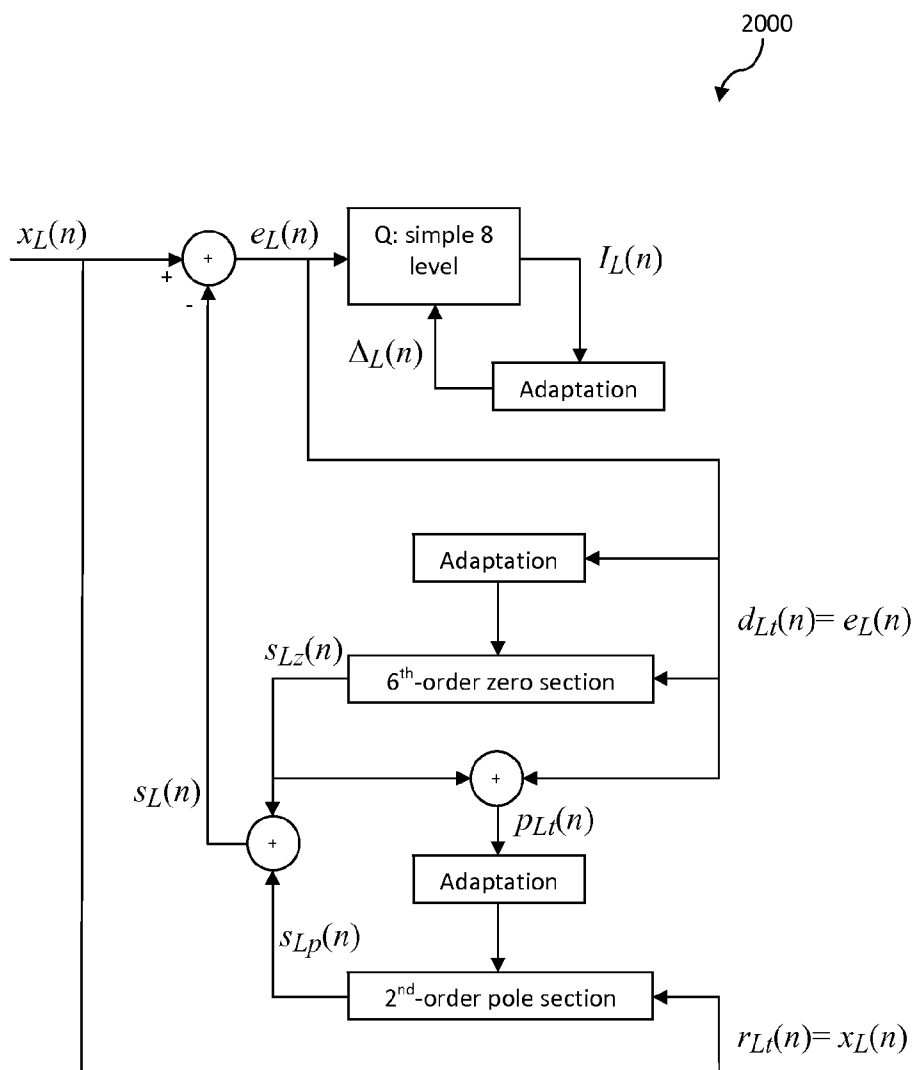 2000
x_L(n)
e_L(n)
+
+
-
Q: simple 8
level
I_L(n)
Δ_L(n)
Adaptation
Adaptation
d_Lt(n)= e_L(n)
s_Lz(n)
6th-order zero section
+
s_L(n)
p_Lt(n)
+
Adaptation
s_Lp(n)
2nd-order pole section
r_Lt(n)= x_L(n)